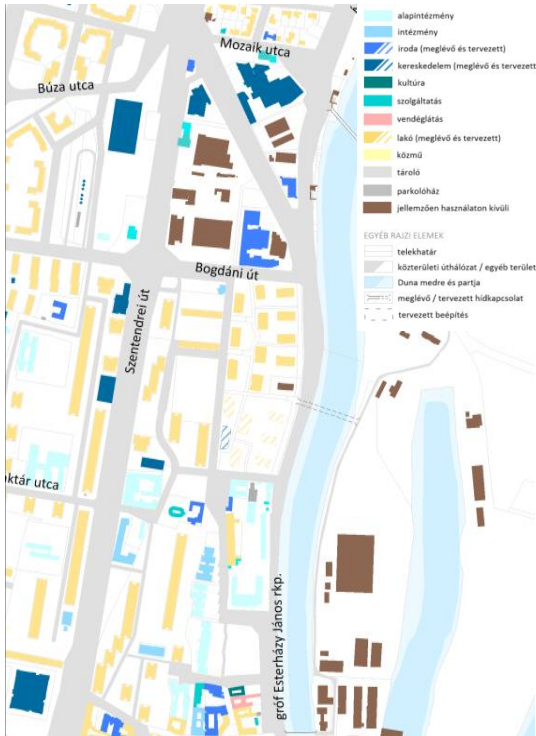 Mozaik utca
Búza utca
Bogdáni út
Szentendrei út
aktár utca
gróf Esterházy János rkp.
alapintézmény
intézmény
iroda (meglévő és tervezett)
kereskedelem (meglévő és tervezett
kultúra
szolgáltatás
vendéglátás
lakó (meglévő és tervezett)
közmű
tároló
parkolóház
jellemzően használaton kívüli
EGYÉB RAJZI ELEMEK
telekhatár
közterületi úthálózat / egyéb terület
Duna medre és partja
meglévő / tervezett hídkapcsolat
tervezett beépítés